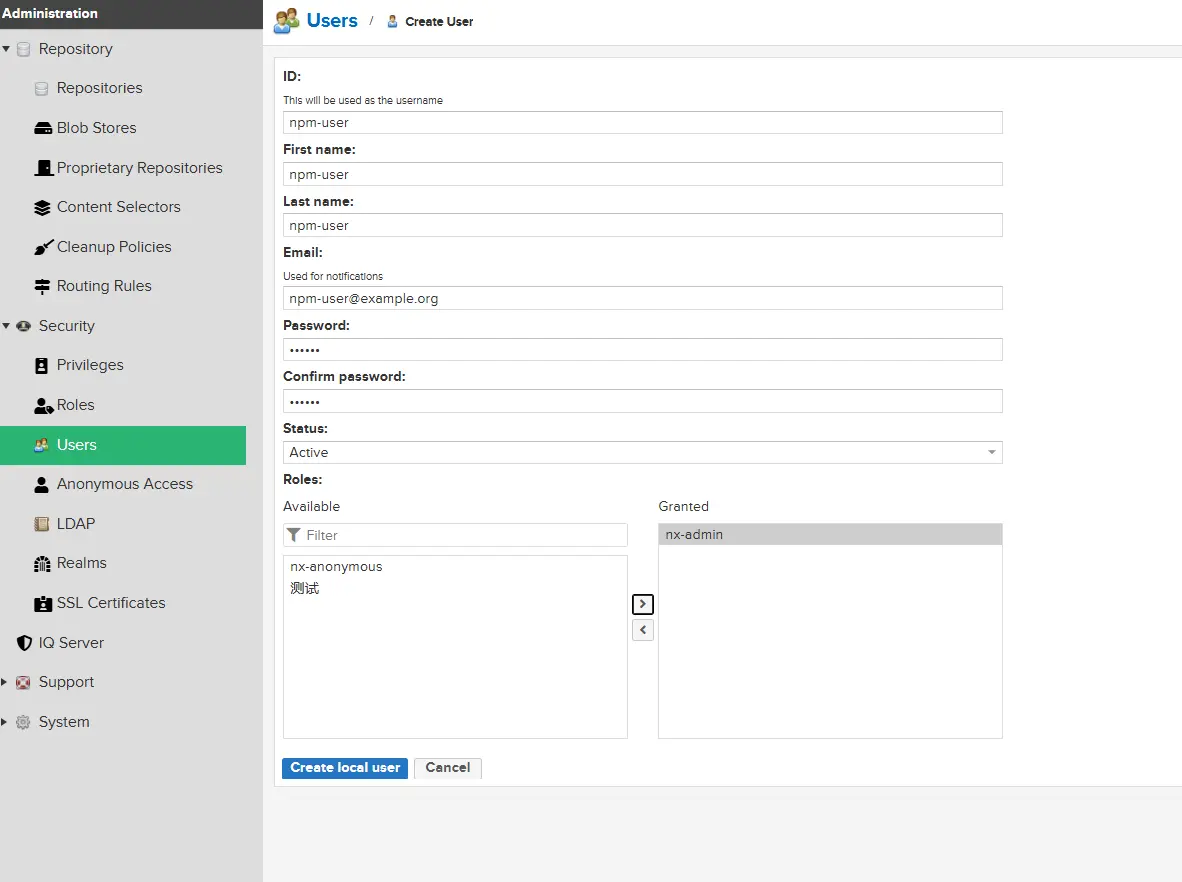 Administration
Repository
Repositories
Blob Stores
Proprietary Repositories
Content Selectors
Cleanup Policies
Routing Rules
Security
Privileges
Roles
Users
Anonymous Access
LDAP
Realms
SSL Certificates
IQ Server
Support
System
Users / Create User
ID:
This will be used as the username
npm-user
First name:
npm-user
Last name:
npm-user
Email:
Used for notifications
npm-user@example.org
Password:
••••••
Confirm password:
••••••
Status:
Active
Roles:
Available
Filter
nx-anonymous
测试
Granted
nx-admin
Create local user
Cancel